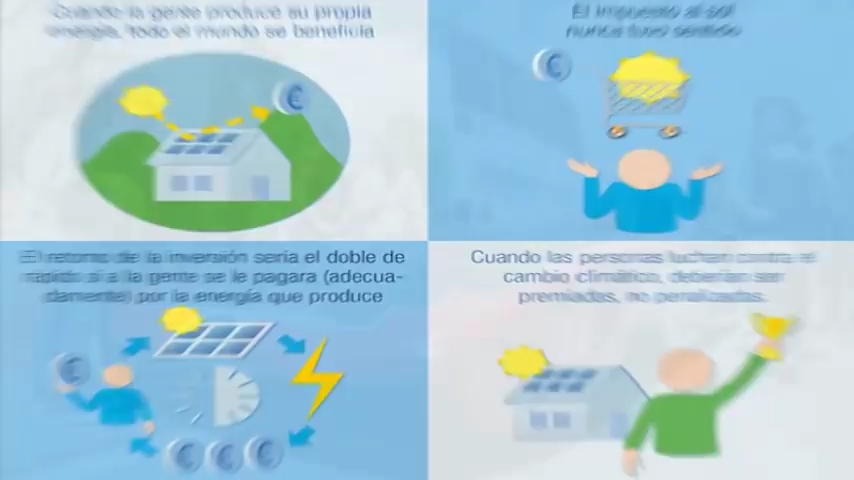 Cuando la gente produce su propia
energía, todo el mundo se beneficia
El impuesto al sol
nunca tuvo sentido
El retorno de la inversión sería el doble de
rápido si a la gente se le pagara (adecua-
damente) por la energía que produce
Cuando las personas luchan contra el
cambio climático, deberían ser
premiadas, no penalizadas.